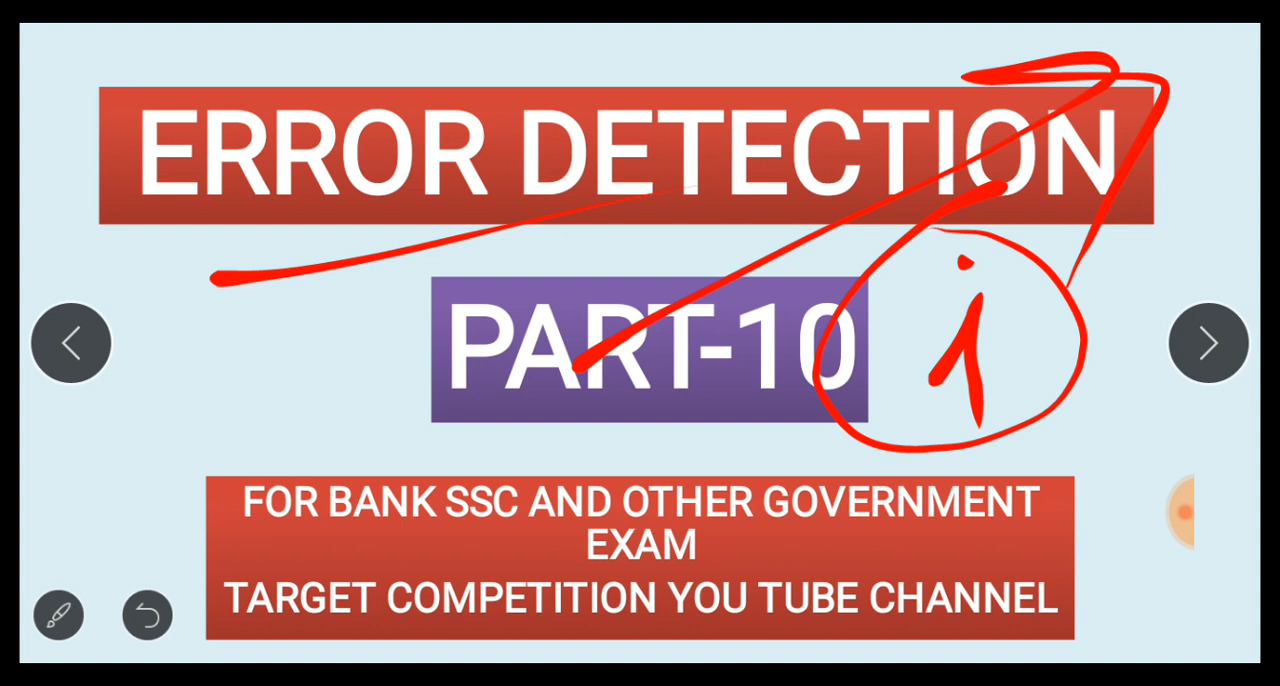 ERROR DETECTION
PART-10
i
FOR BANK SSC AND OTHER GOVERNMENT
EXAM
TARGET COMPETITION YOU TUBE CHANNEL